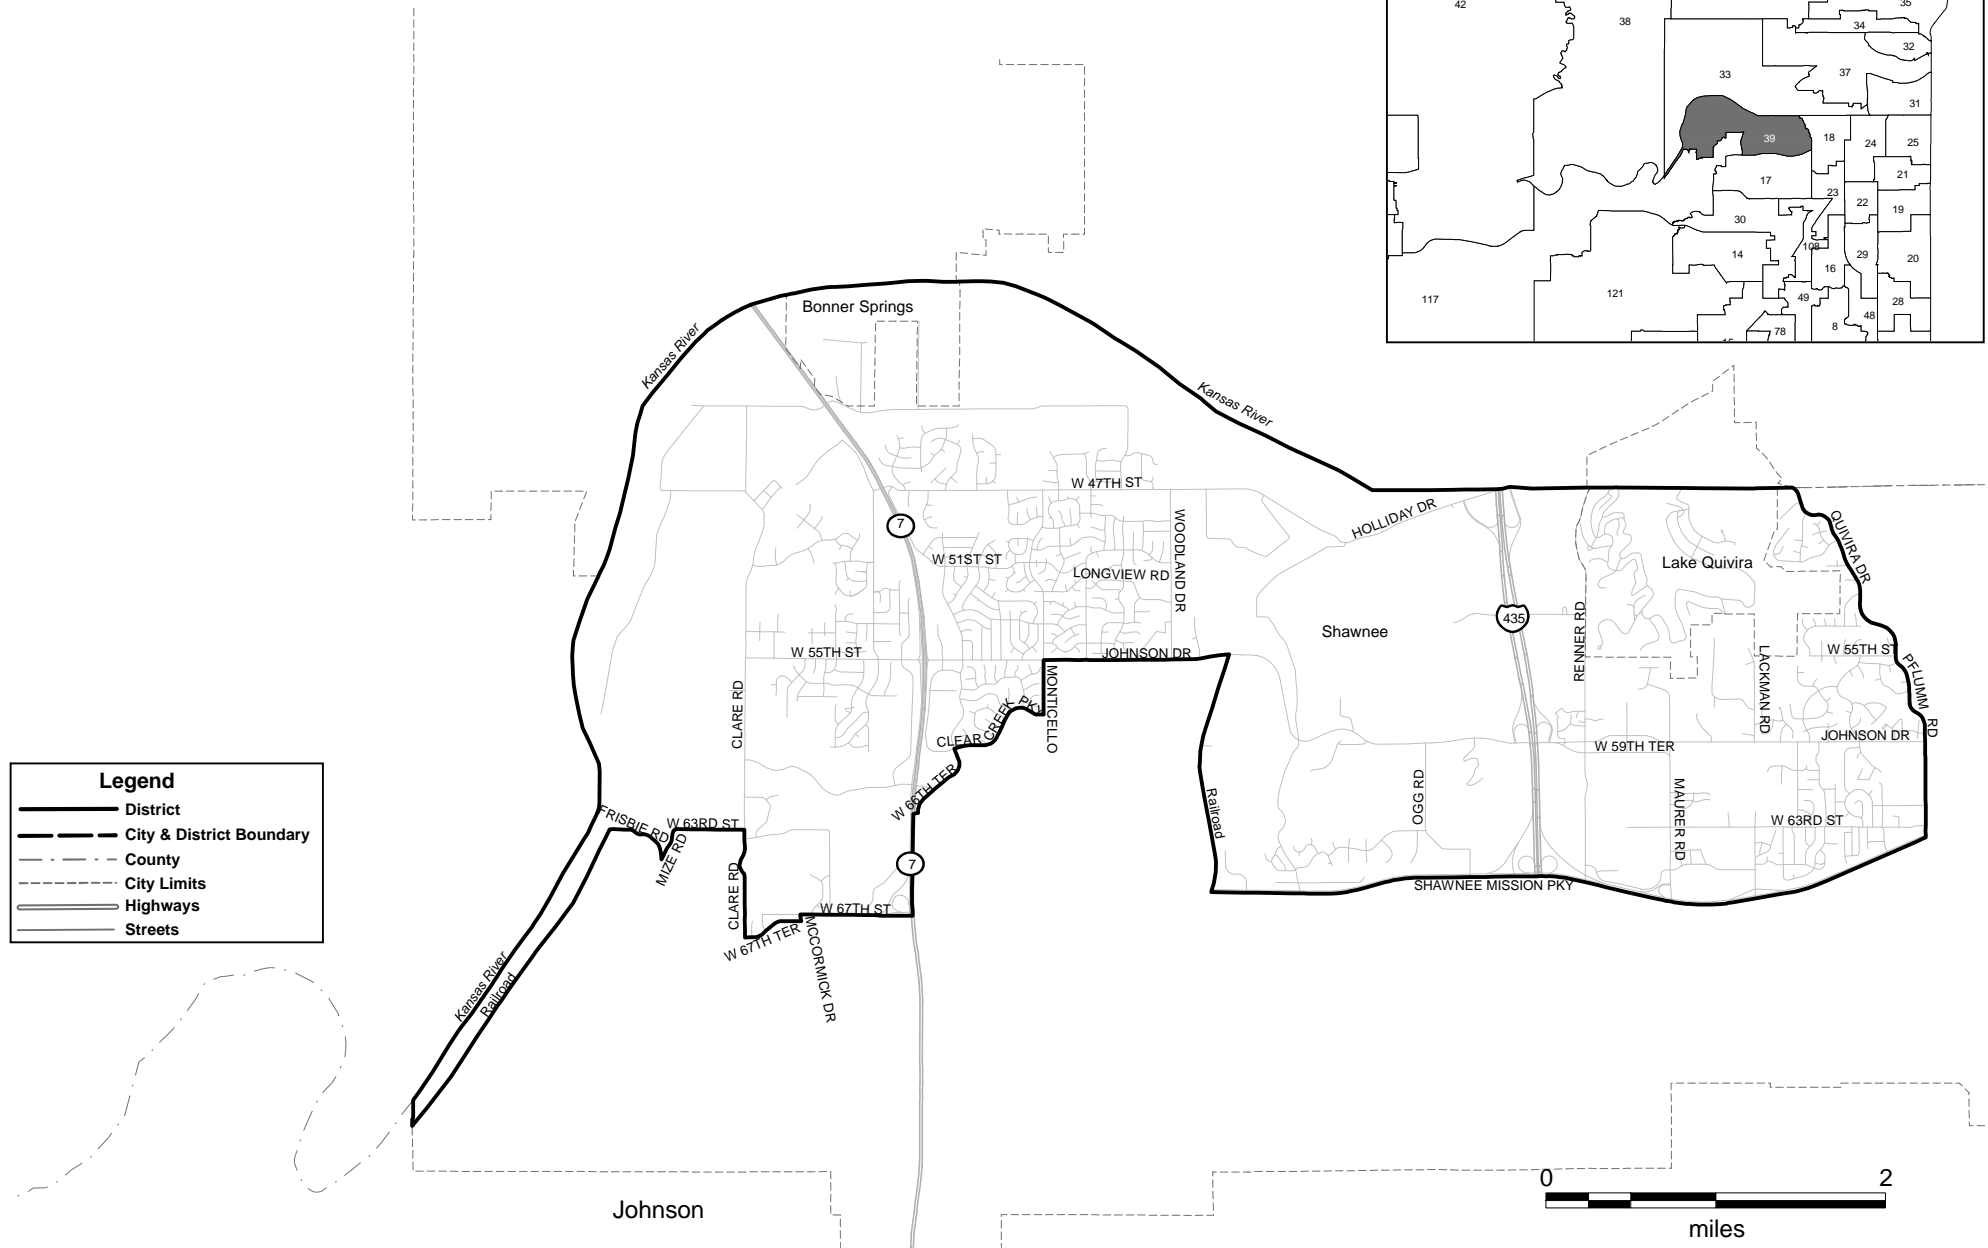 42
38
35
34
32
33
37
31
39
18
24
25
21
17
23
22
19
30
108
14
29
20
16
121
117
49
28
48
78
8
Bonner Springs
Kansas River
Kansas River
W 47TH ST
HOLLIDAY DR
QUIVIRA DR
7
WOODLAND DR
W 51ST ST
LONGVIEW RD
Lake Quivira
435
RENNER RD
Shawnee
W 55TH ST
JOHNSON DR
W 55TH ST
PFLUMM RD
LACKMAN RD
MONTICELLO
CLARE RD
CLEAR CREEK PKY
JOHNSON DR
W 59TH TER
W 66TH TER
OGG RD
MAURER RD
Railroad
FRISBIE RD
W 63RD ST
W 63RD ST
MIZE RD
7
CLARE RD
SHAWNEE MISSION PKY
W 67TH ST
W 67TH TER
MCCORMICK DR
Kansas River
Railroad
Legend
District
City & District Boundary
County
City Limits
Highways
Streets
Johnson
0 2
miles